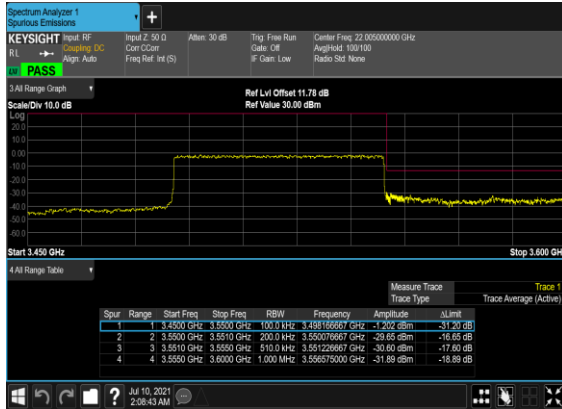 Spectrum Analyzer 1
Spurious Emissions
+
KEYSIGHT Input: RF Input Z: 50 Ω Atten: 30 dB Trig: Free Run Center Freq: 22.005000000 GHz
RL Coupling: DC Corr CCorr Gate: Off Avg|Hold: 100/100
Align: Auto Freq Ref: Int (S) IF Gain: Low Radio Std: None
PASS
3 All Range Graph Ref Lvl Offset 11.78 dB
Scale/Div 10.0 dB Ref Value 30.00 dBm
Log
20.0
10.0
0.00
-10.0
-20.0
-30.0
-40.0
-50.0
-60.0
Start 3.450 GHz Stop 3.600 GH
4 All Range Table
Measure Trace Trace 1
Trace Type Trace Average (Active)
Spur Range Start Freq Stop Freq RBW Frequency Amplitude ΔLimit
1 1 3.4500 GHz 3.5500 GHz 100.0 kHz 3.498166667 GHz -1.202 dBm -31.20 dB
2 2 3.5500 GHz 3.5510 GHz 200.0 kHz 3.550076667 GHz -29.65 dBm -16.65 dB
3 3 3.5510 GHz 3.5550 GHz 510.0 kHz 3.551226667 GHz -30.60 dBm -17.60 dB
4 4 3.5550 GHz 3.6000 GHz 1.000 MHz 3.556575000 GHz -31.89 dBm -18.89 dB
? Jul 10, 2021
2:08:43 AM